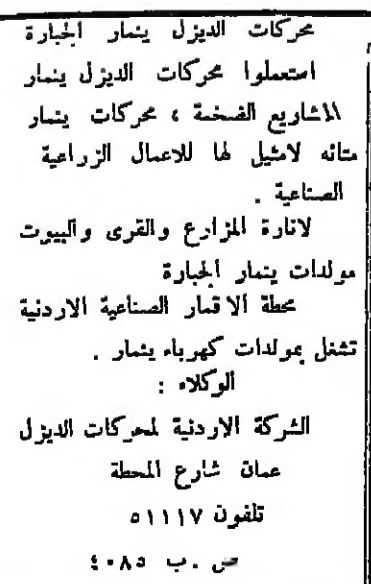 محركات الديزل ينمار الجبارة
استعملوا محركات الديزل ينمار
المشاريع الضخمة ، محركات ينمار
متانه لامثيل لها للاعمال الزراعية
الصناعية .
لانارة المزارع والقرى والبيوت
مولدات ينمار الجبارة
محطة الاقمار الصناعية الاردنية
تشغل بمولدات كهرباء ينمار .
الوكلاء :
الشركة الاردنية لمحركات الديزل
عمان شارع المحطة
تلفون ٥١١١٧
ص . ب ٤٠٨٥